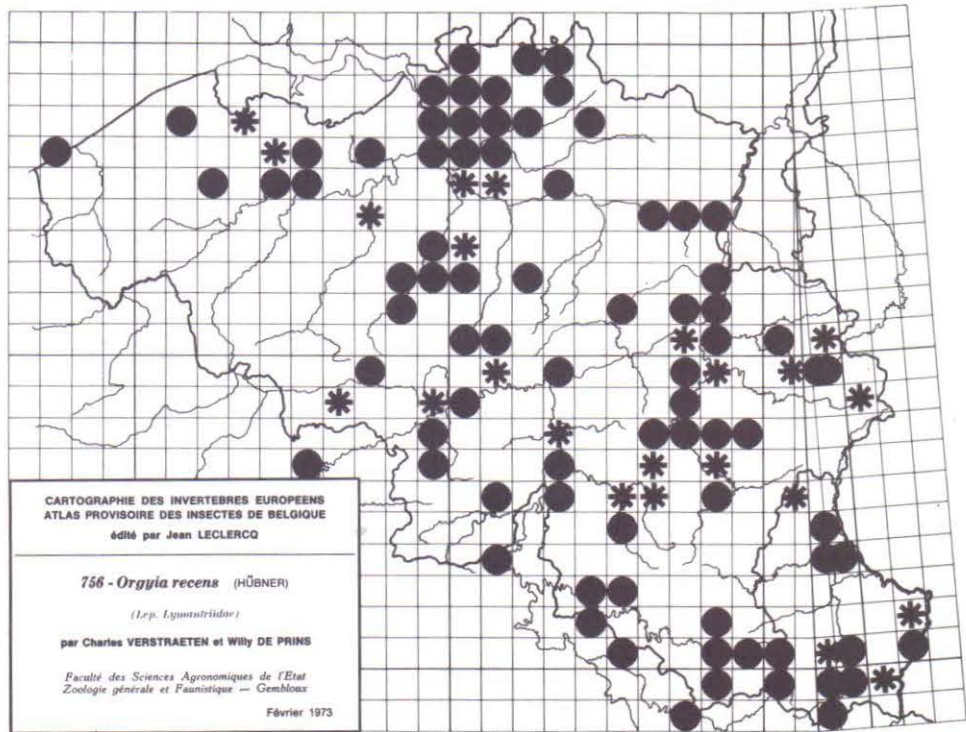 CARTOGRAPHIE DES INVERTEBRES EUROPEENS
ATLAS PROVISOIRE DES INSECTES DE BELGIQUE
édité par Jean LECLERCQ
756 - Orgyia recens (HÜBNER)
(Lep. Lymantriidae)
par Charles VERSTRAETEN et Willy DE PRINS
Faculté des Sciences Agronomiques de l'Etat
Zoologie générale et Faunistique — Gembloux
Février 1973